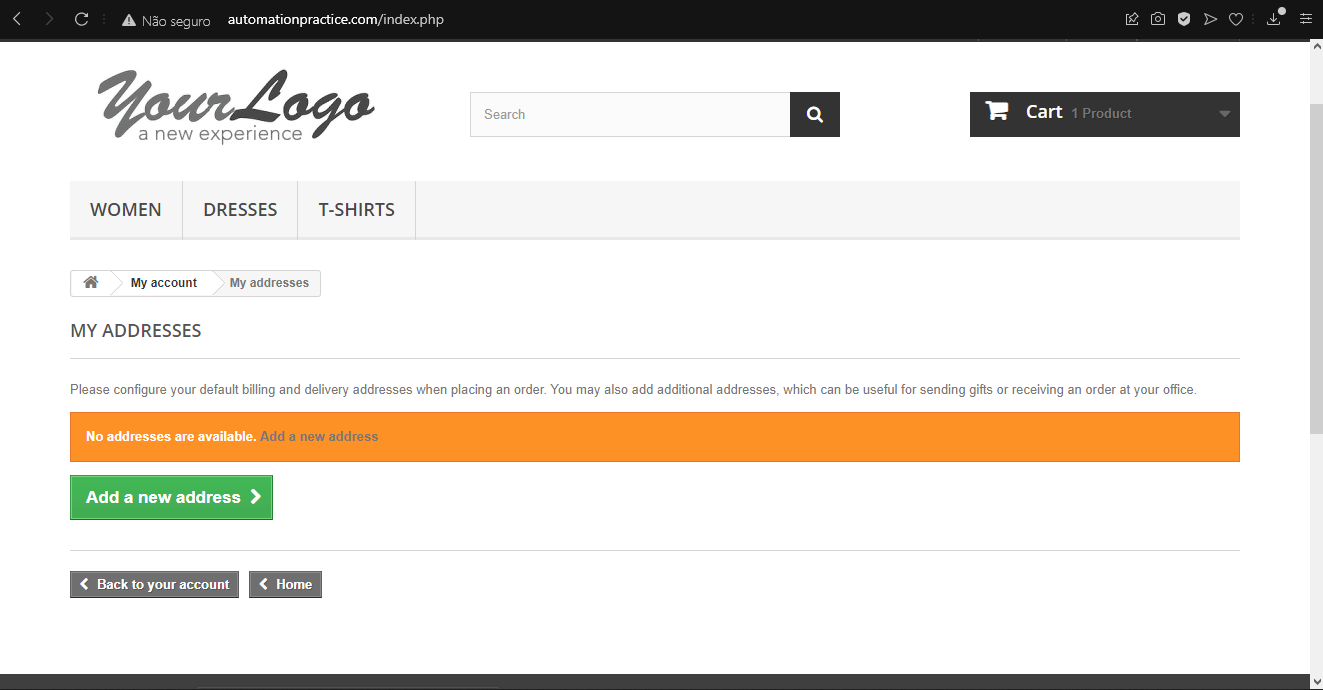 Não seguro automationpractice.com/index.php
YourLogo
a new experience
Search
Cart 1 Product
WOMEN DRESSES T-SHIRTS
My account My addresses
MY ADDRESSES
Please configure your default billing and delivery addresses when placing an order. You may also add additional addresses, which can be useful for sending gifts or receiving an order at your office.
No addresses are available. Add a new address
Add a new address
Back to your account Home